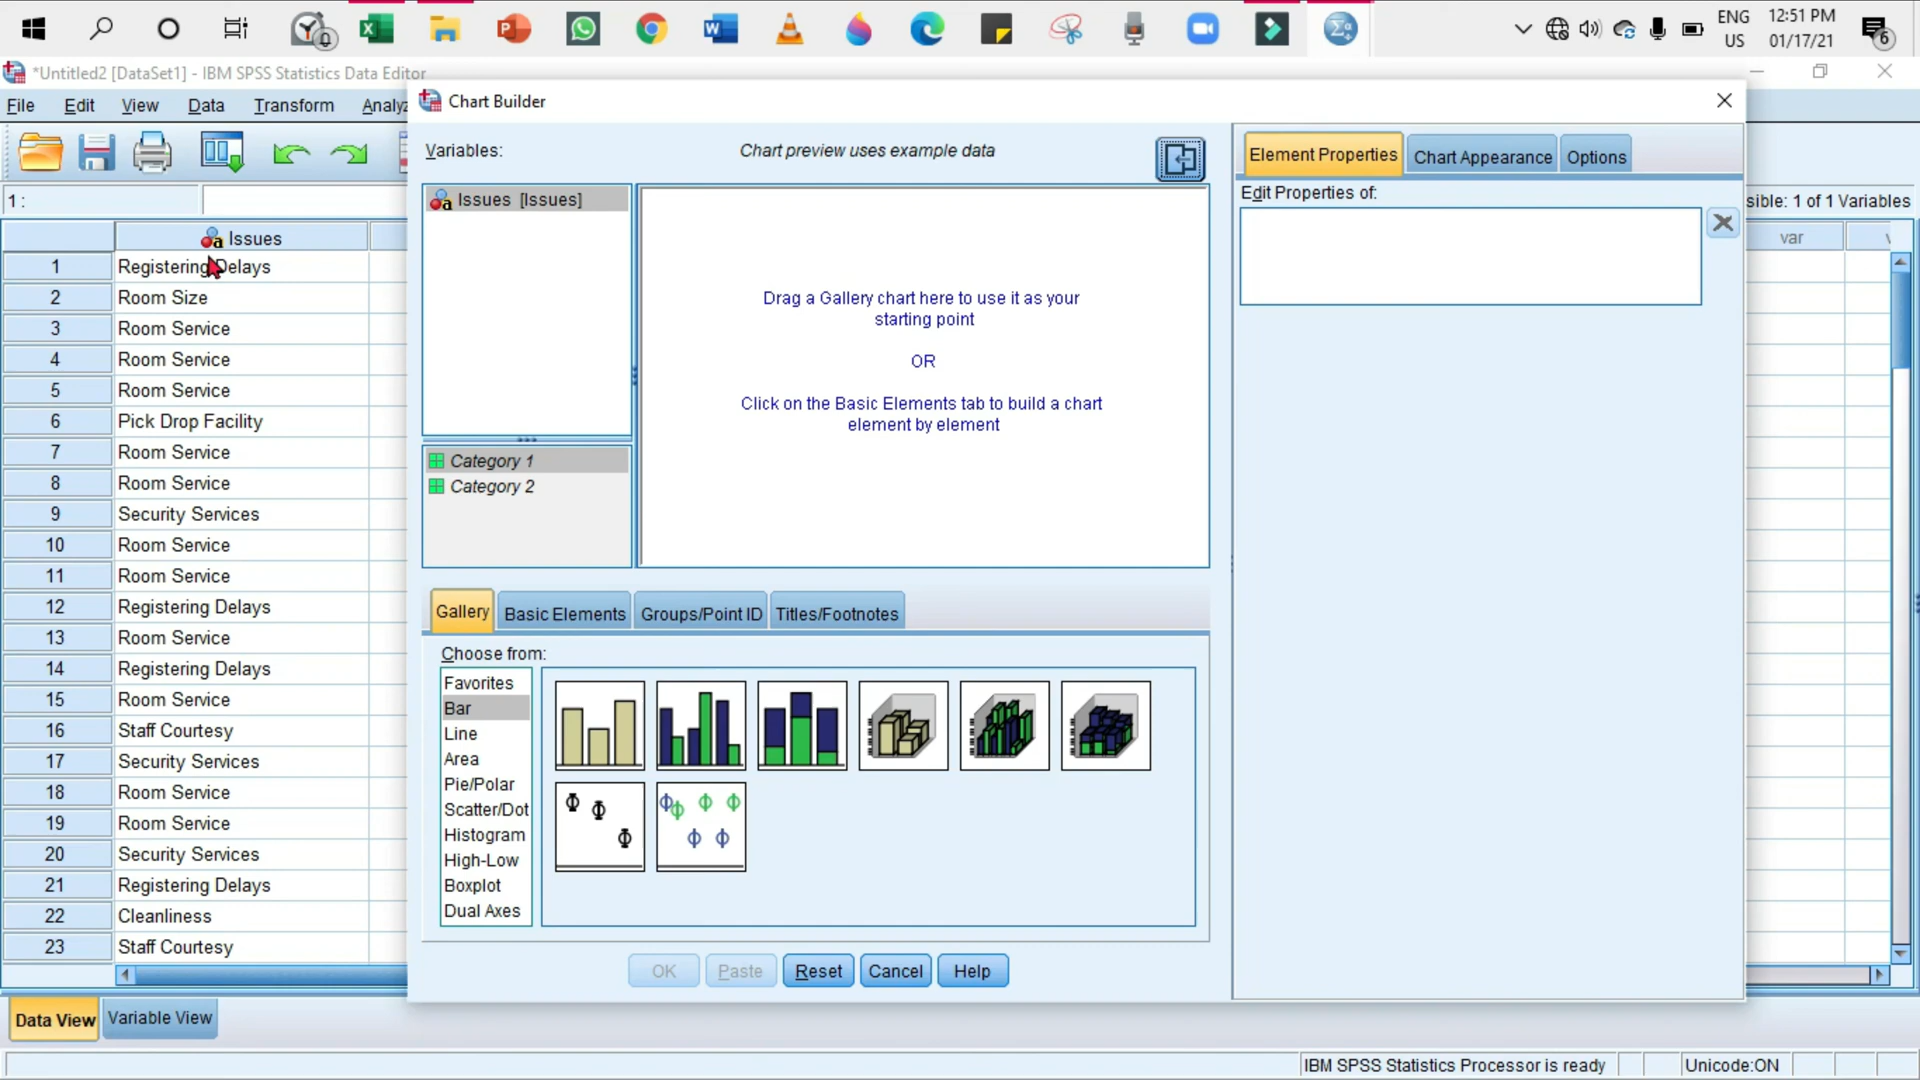 ENG
US
12:51 PM
01/17/21
6
*Untitled2 [DataSet1] - IBM SPSS Statistics Data Editor
File Edit View Data Transform Analyz
1 :
sible: 1 of 1 Variables
Issues
var
1 Registering Delays
2 Room Size
3 Room Service
4 Room Service
5 Room Service
6 Pick Drop Facility
7 Room Service
8 Room Service
9 Security Services
10 Room Service
11 Room Service
12 Registering Delays
13 Room Service
14 Registering Delays
15 Room Service
16 Staff Courtesy
17 Security Services
18 Room Service
19 Room Service
20 Security Services
21 Registering Delays
22 Cleanliness
23 Staff Courtesy
Chart Builder
Variables:
Chart preview uses example data
Issues [Issues]
Category 1
Category 2
Drag a Gallery chart here to use it as your
starting point
OR
Click on the Basic Elements tab to build a chart
element by element
Element Properties Chart Appearance Options
Edit Properties of:
Gallery Basic Elements Groups/Point ID Titles/Footnotes
Choose from:
Favorites
Bar
Line
Area
Pie/Polar
Scatter/Dot
Histogram
High-Low
Boxplot
Dual Axes
OK Paste Reset Cancel Help
Data View Variable View
IBM SPSS Statistics Processor is ready
Unicode:ON